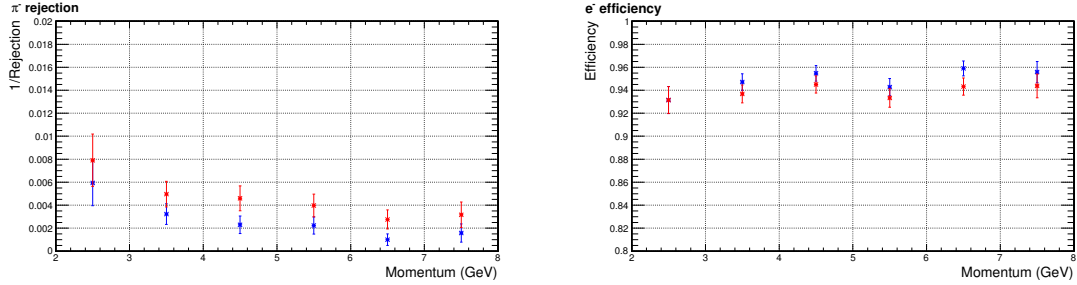 π⁻ rejection
1/Rejection
0.02
0.018
0.016
0.014
0.012
0.01
0.008
0.006
0.004
0.002
0
2 3 4 5 6 7 8
Momentum (GeV)
e⁻ efficiency
Efficiency
1
0.98
0.96
0.94
0.92
0.9
0.88
0.86
0.84
0.82
0.8
2 3 4 5 6 7 8
Momentum (GeV)